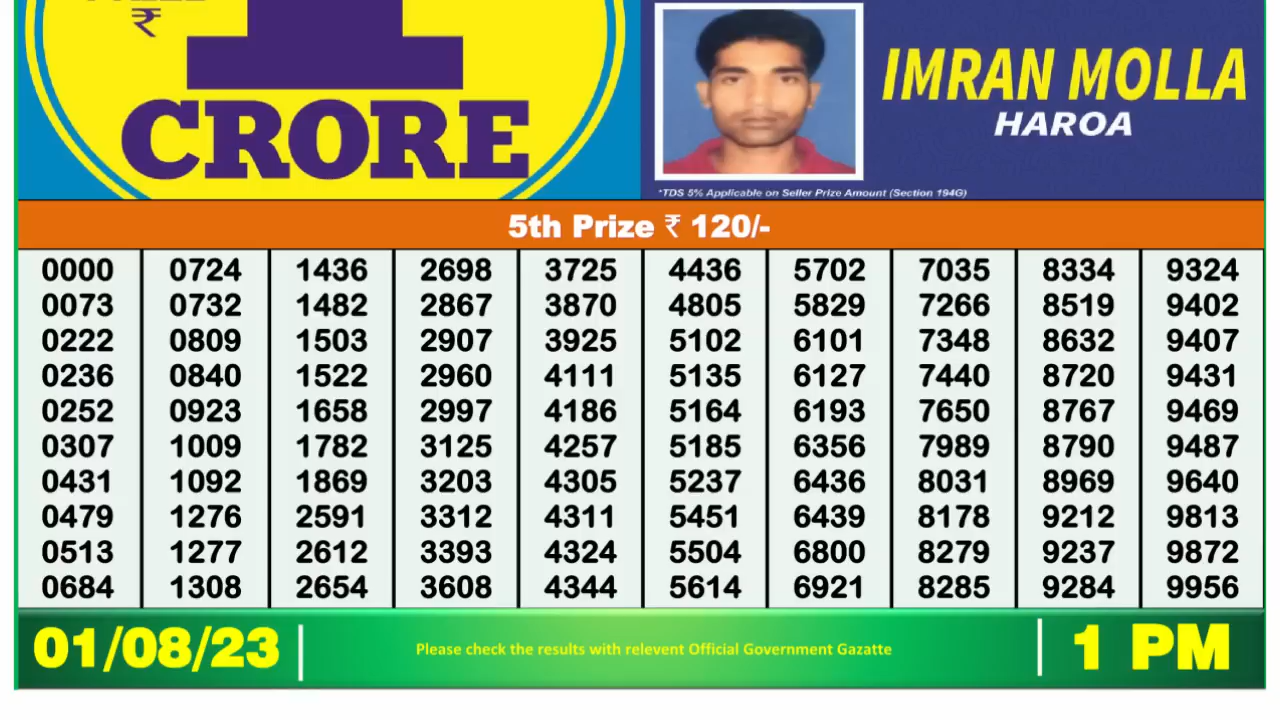 ₹
1
CRORE
IMRAN MOLLA
HAROA
*TDS 5% Applicable on Seller Prize Amount (Section 194G)
5th Prize ₹ 120/-
0000 0724 1436 2698 3725 4436 5702 7035 8334 9324
0073 0732 1482 2867 3870 4805 5829 7266 8519 9402
0222 0809 1503 2907 3925 5102 6101 7348 8632 9407
0236 0840 1522 2960 4111 5135 6127 7440 8720 9431
0252 0923 1658 2997 4186 5164 6193 7650 8767 9469
0307 1009 1782 3125 4257 5185 6356 7989 8790 9487
0431 1092 1869 3203 4305 5237 6436 8031 8969 9640
0479 1276 2591 3312 4311 5451 6439 8178 9212 9813
0513 1277 2612 3393 4324 5504 6800 8279 9237 9872
0684 1308 2654 3608 4344 5614 6921 8285 9284 9956
01/08/23 Please check the results with relevent Official Government Gazatte 1 PM